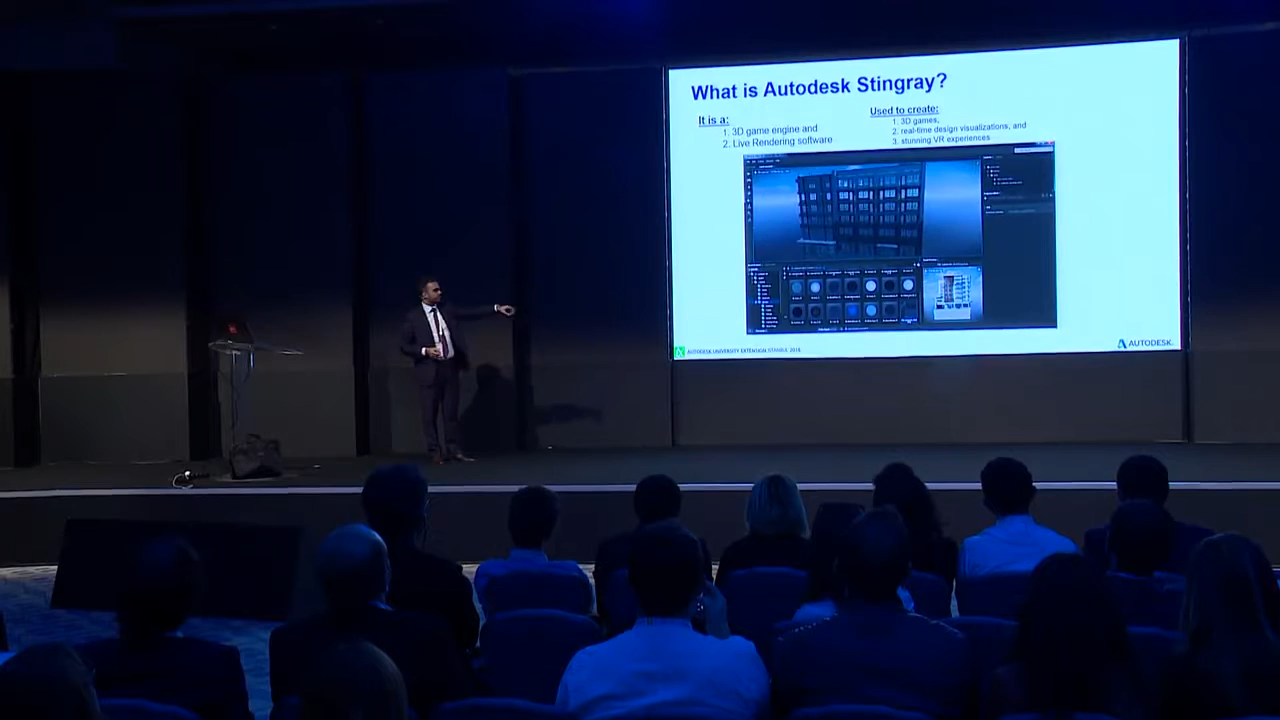 What is Autodesk Stingray?
It is a:
1. 3D game engine and
2. Live Rendering software
Used to create:
1. 3D games,
2. real-time design visualizations, and
3. stunning VR experiences
AUTODESK UNIVERSITY EXTENSION ISTANBUL 2016
AUTODESK.